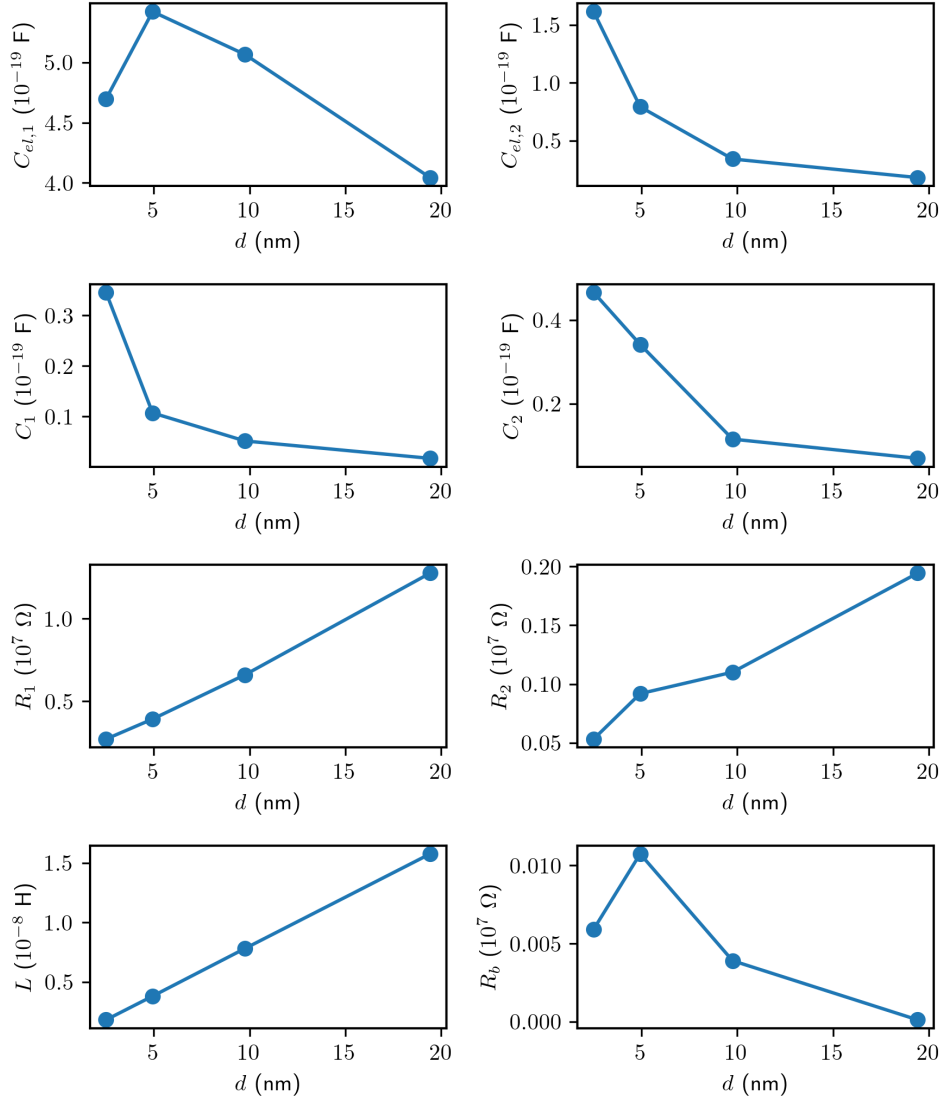 C_{el,1} (10^{−19} F)
5.0
4.5
4.0
5 10 15 20
d (nm)
C_{el,2} (10^{−19} F)
1.5
1.0
0.5
5 10 15 20
d (nm)
C_1 (10^{−19} F)
0.3
0.2
0.1
5 10 15 20
d (nm)
C_2 (10^{−19} F)
0.4
0.2
5 10 15 20
d (nm)
R_1 (10^7 Ω)
1.0
0.5
5 10 15 20
d (nm)
R_2 (10^7 Ω)
0.20
0.15
0.10
0.05
5 10 15 20
d (nm)
L (10^{−8} H)
1.5
1.0
0.5
5 10 15 20
d (nm)
R_b (10^7 Ω)
0.010
0.005
0.000
5 10 15 20
d (nm)